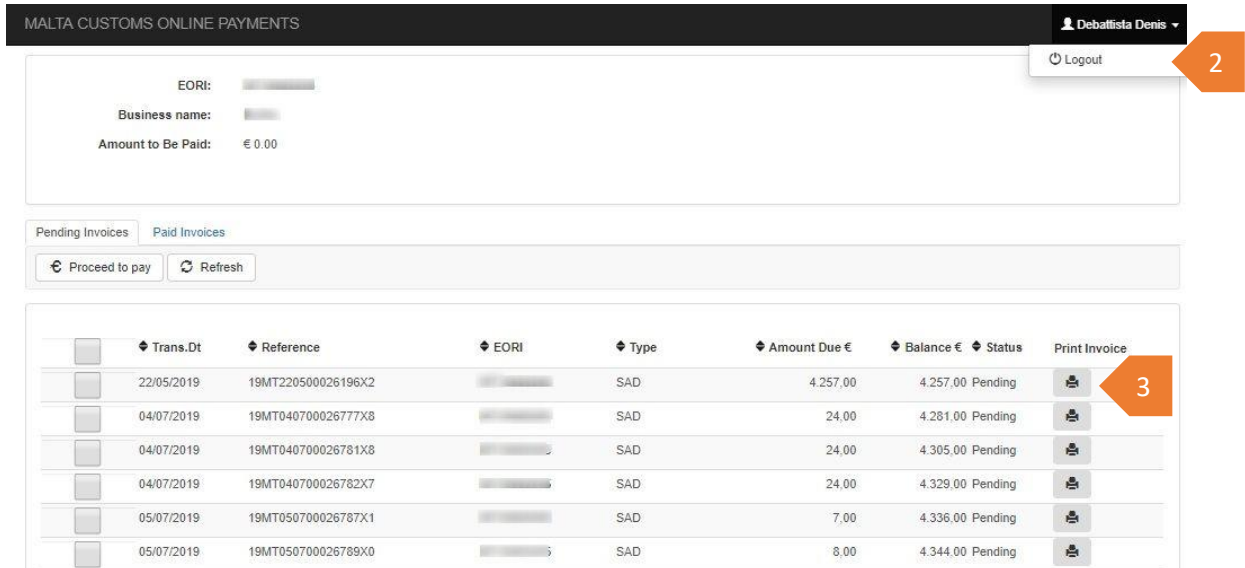 MALTA CUSTOMS ONLINE PAYMENTS Debattista Denis
Logout
2
EORI:
Business name:
Amount to Be Paid: € 0.00
Pending Invoices Paid Invoices
€ Proceed to pay Refresh
Trans.Dt Reference EORI Type Amount Due € Balance € Status Print Invoice
22/05/2019 19MT220500026196X2 SAD 4.257,00 4.257,00 Pending
3
04/07/2019 19MT040700026777X8 SAD 24,00 4.281,00 Pending
04/07/2019 19MT040700026781X8 SAD 24,00 4.305,00 Pending
04/07/2019 19MT040700026782X7 SAD 24,00 4.329,00 Pending
05/07/2019 19MT050700026787X1 SAD 7,00 4.336,00 Pending
05/07/2019 19MT050700026789X0 SAD 8,00 4.344,00 Pending